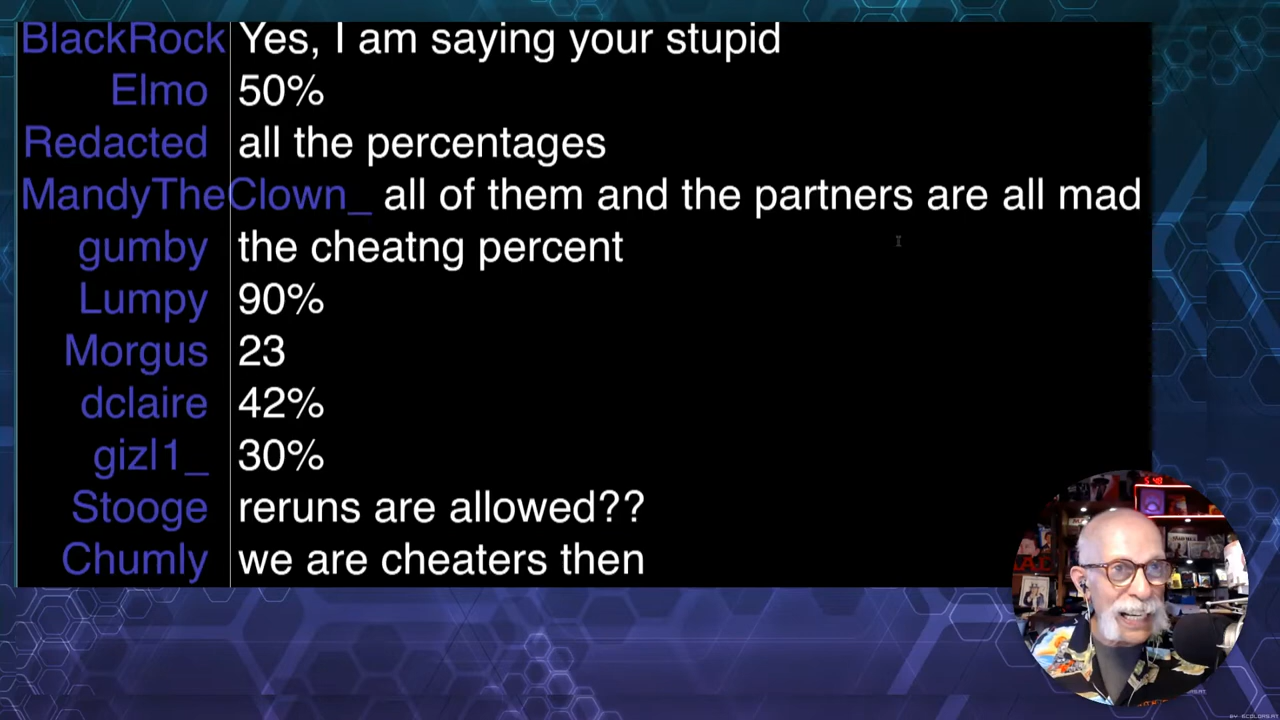 BlackRock Yes, I am saying your stupid
Elmo 50%
Redacted all the percentages
MandyTheClown_ all of them and the partners are all mad
gumby the cheatng percent
Lumpy 90%
Morgus 23
dclaire 42%
gizl1_ 30%
Stooge reruns are allowed??
Chumly we are cheaters then